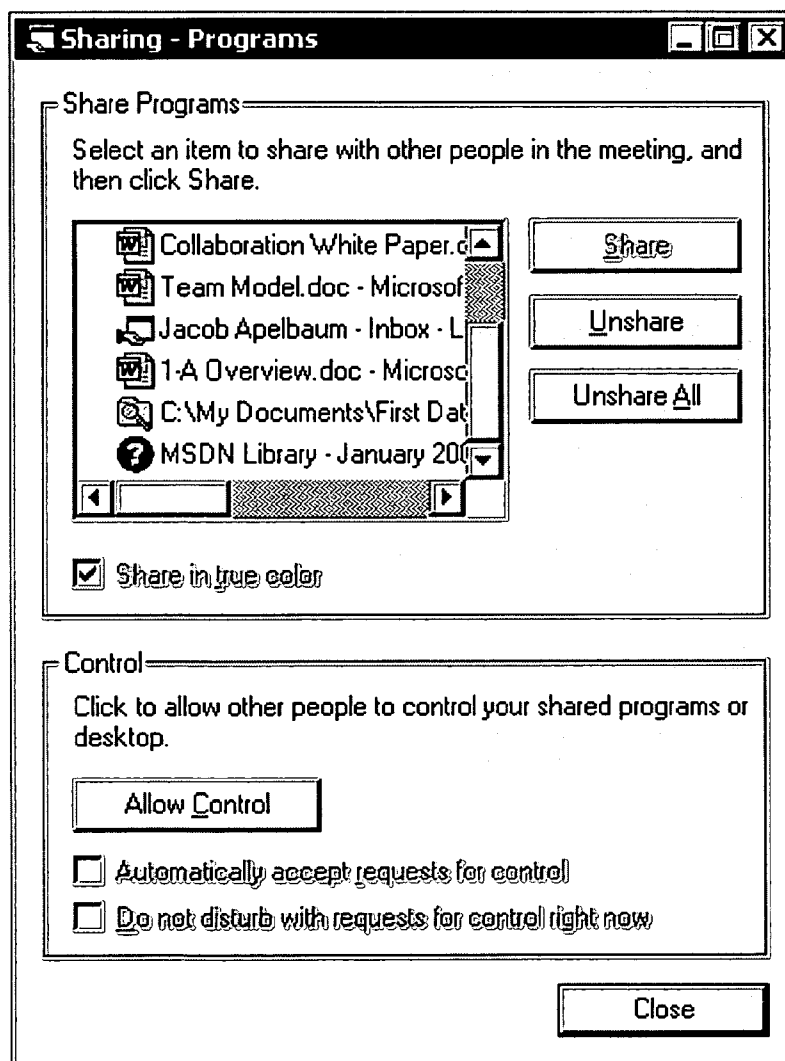 Sharing - Programs
Share Programs
Select an item to share with other people in the meeting, and
then click Share.
Collaboration White Paper.d
Share
Team Model.doc - Microsof
Jacob Apelbaum - Inbox - L
Unshare
1-A Overview.doc - Microsc
C:\My Documents\First Dat
Unshare All
MSDN Library - January 200
Share in true color
Control
Click to allow other people to control your shared programs or
desktop.
Allow Control
Automatically accept requests for control
Do not disturb with requests for control right now
Close